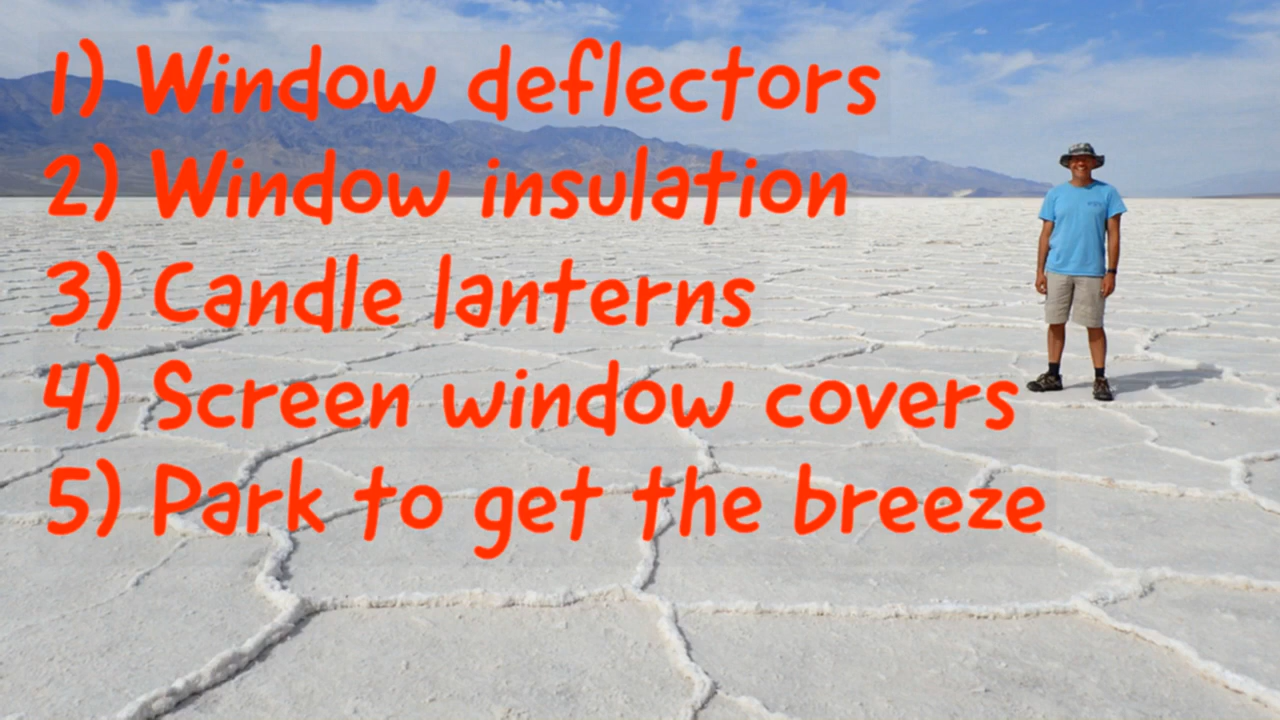 1) Window deflectors
2) Window insulation
3) Candle lanterns
4) Screen window covers
5) Park to get the breeze